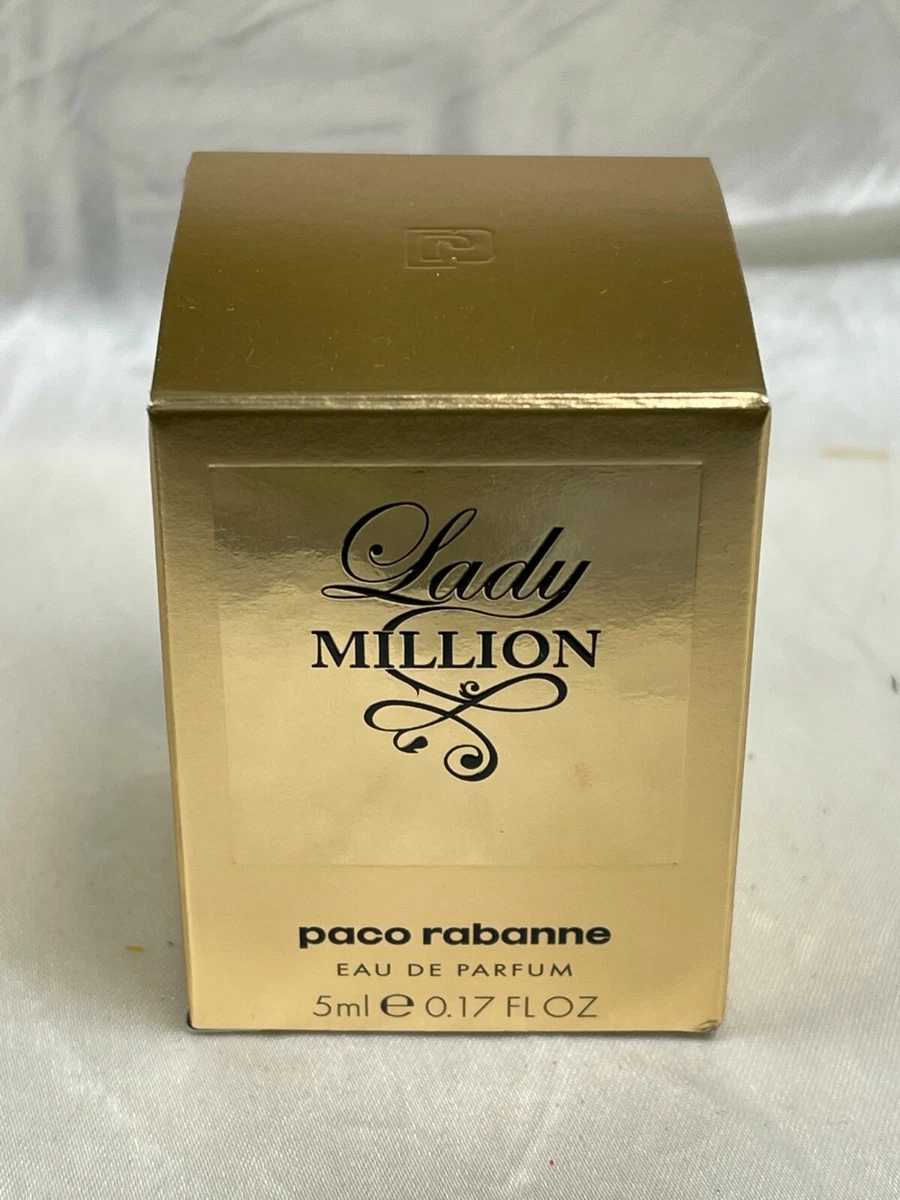 Lady
MILLION
paco rabanne
EAU DE PARFUM
5ml ℮ 0.17 FL OZ